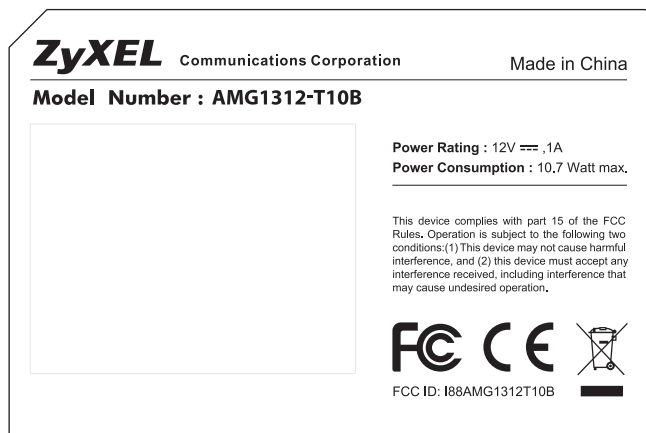 ZyXEL Communications Corporation
Made in China
Model Number : AMG1312-T10B
Power Rating : 12V ⎓ ,1A
Power Consumption : 10.7 Watt max.
This device complies with part 15 of the FCC
Rules. Operation is subject to the following two
conditions:(1) This device may not cause harmful
interference, and (2) this device must accept any
interference received, including interference that
may cause undesired operation.
FC CE
FCC ID: I88AMG1312T10B